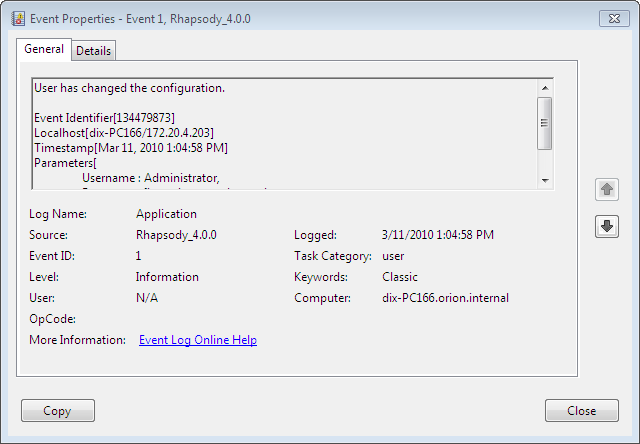 Event Properties - Event 1, Rhapsody_4.0.0
General Details
User has changed the configuration.
Event Identifier[134479873]
Localhost[dix-PC166/172.20.4.203]
Timestamp[Mar 11, 2010 1:04:58 PM]
Parameters[
Username : Administrator,
Log Name: Application
Source: Rhapsody_4.0.0 Logged: 3/11/2010 1:04:58 PM
Event ID: 1 Task Category: user
Level: Information Keywords: Classic
User: N/A Computer: dix-PC166.orion.internal
OpCode:
More Information: Event Log Online Help
Copy Close